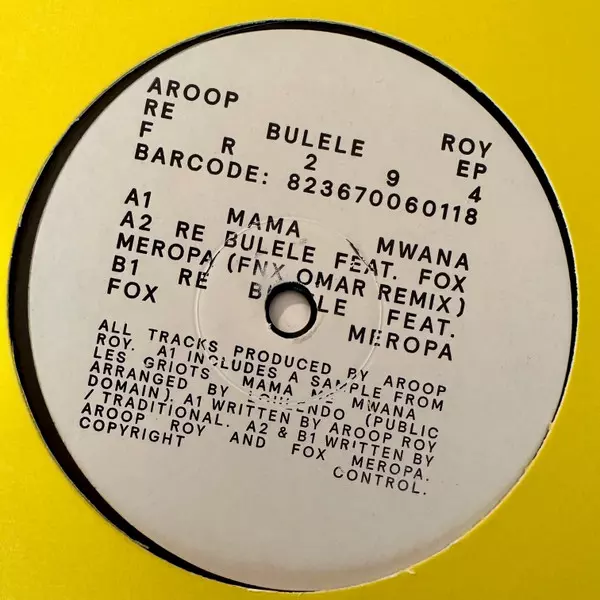 AROOP ROY
RE BULELE EP
F R 2 9 4
BARCODE: 823670060118
A1 MAMA MWANA
A2 RE BULELE FEAT. FOX
MEROPA (FNX OMAR REMIX)
B1 RE BULELE FEAT.
FOX MEROPA
ALL TRACKS PRODUCED BY AROOP
ROY. A1 INCLUDES A SAMPLE FROM
LES GRIOTS MAMA NA MWANA
ARRANGED BY (PUBLIC
DOMAIN). A1 WRITTEN BY AROOP ROY
/ TRADITIONAL. A2 & B1 WRITTEN BY
AROOP ROY AND FOX MEROPA.
COPYRIGHT CONTROL.